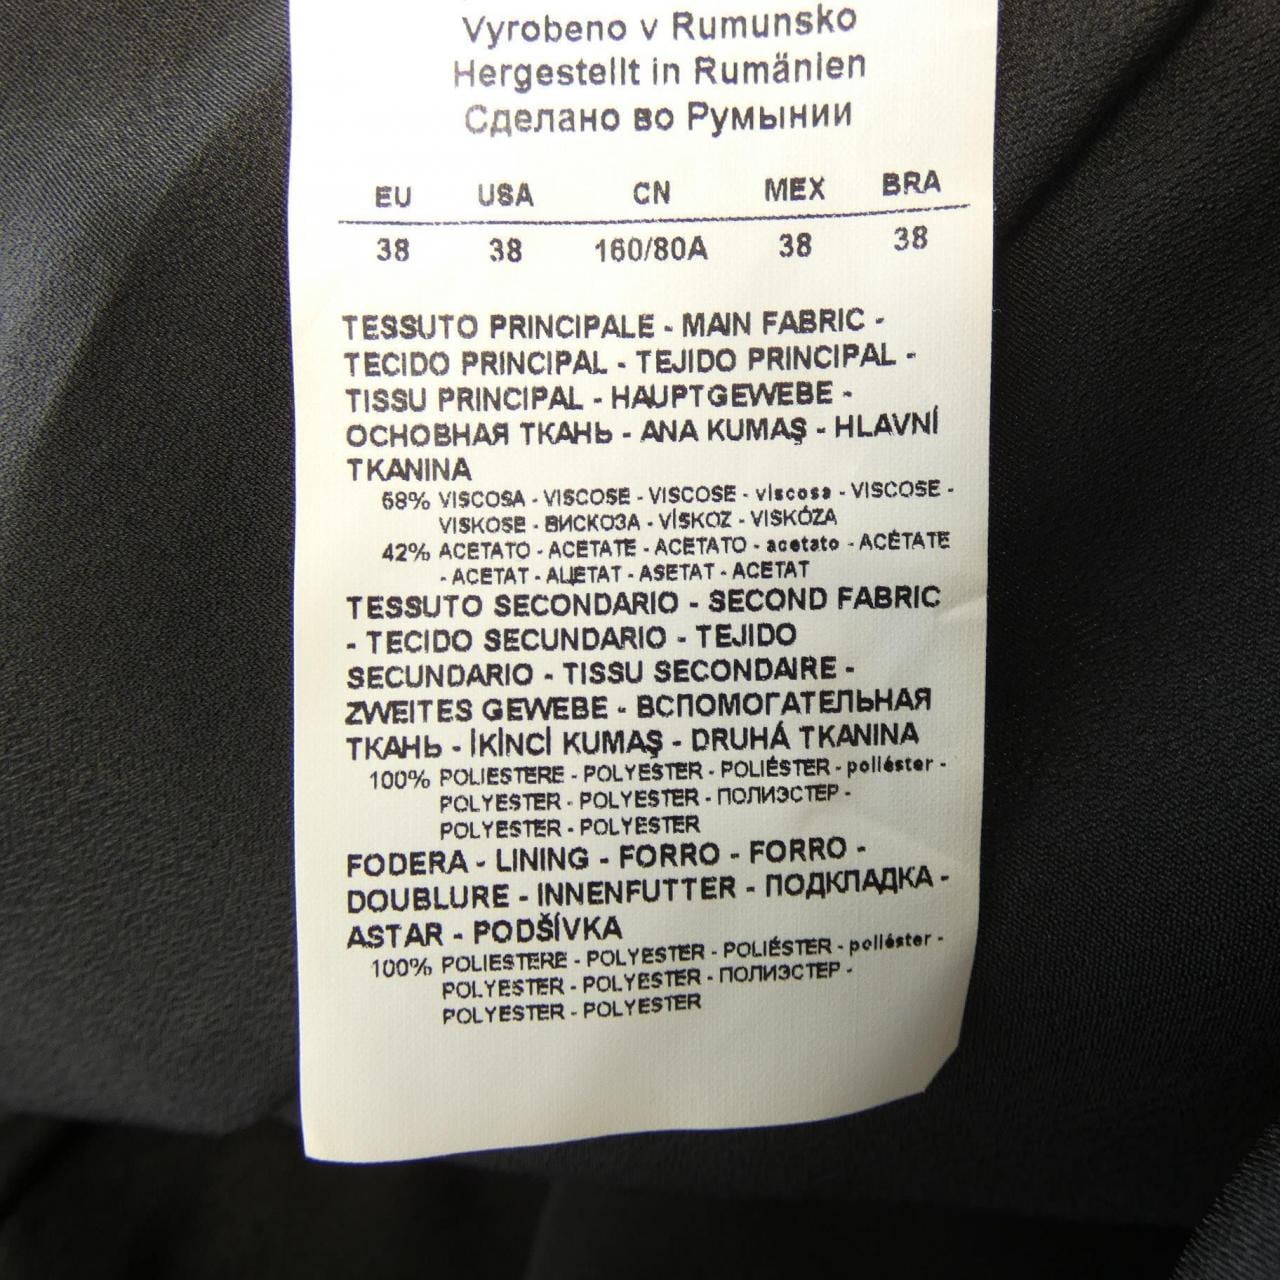 Vyrobeno v Rumunsko
Hergestellt in Rumänien
Сделано во Румынии
EU USA CN MEX BRA
38 38 160/80A 38 38
TESSUTO PRINCIPALE - MAIN FABRIC -
TECIDO PRINCIPAL - TEJIDO PRINCIPAL -
TISSU PRINCIPAL - HAUPTGEWEBE -
ОСНОВНАЯ ТКАНЬ - ANA KUMAŞ - HLAVNÍ
TKANINA
58% VISCOSA - VISCOSE - VISCOSE - viscosa - VISCOSE -
VISKOSE - ВИСКОЗА - VİSKOZ - VISKÓZA
42% ACETATO - ACETATE - ACETATO - acetato - ACÉTATE
- ACETAT - АЦЕТАТ - ASETAT - ACETAT
TESSUTO SECONDARIO - SECOND FABRIC
- TECIDO SECUNDARIO - TEJIDO
SECUNDARIO - TISSU SECONDAIRE -
ZWEITES GEWEBE - ВСПОМОГАТЕЛЬНАЯ
ТКАНЬ - İKİNCİ KUMAŞ - DRUHÁ TKANINA
100% POLIESTERE - POLYESTER - POLIÉSTER - poliéster -
POLYESTER - POLYESTER - ПОЛИЭСТЕР -
POLYESTER - POLYESTER
FODERA - LINING - FORRO - FORRO -
DOUBLURE - INNENFUTTER - ПОДКЛАДКА -
ASTAR - PODŠÍVKA
100% POLIESTERE - POLYESTER - POLIÉSTER - poliéster -
POLYESTER - POLYESTER - ПОЛИЭСТЕР -
POLYESTER - POLYESTER